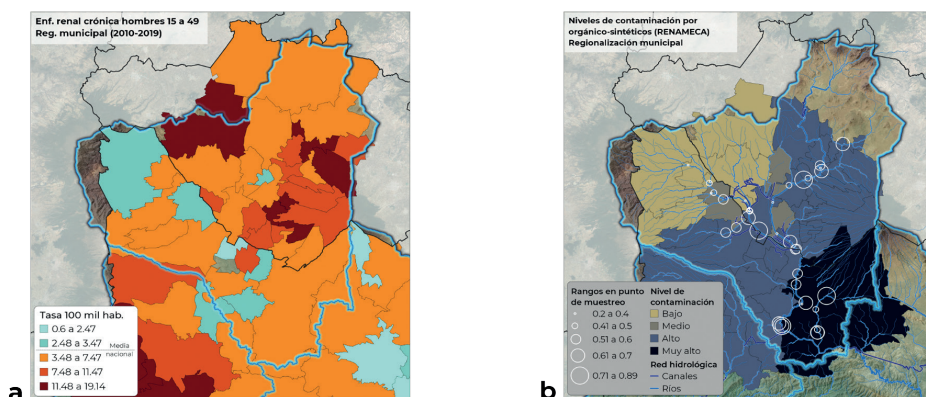 Enf. renal crónica hombres 15 a 49
Reg. municipal (2010-2019)
Tasa 100 mil hab.
0.6 a 2.47
2.48 a 3.47
Media
nacional
3.48 a 7.47
7.48 a 11.47
11.48 a 19.14
a
Niveles de contaminación por
orgánico-sintéticos (RENAMECA)
Regionalización municipal
Rangos en punto
de muestreo
0.2 a 0.4
0.41 a 0.5
0.51 a 0.6
0.61 a 0.7
0.71 a 0.89
Nivel de
contaminación
Bajo
Medio
Alto
Muy alto
Red hidrológica
Canales
Ríos
b